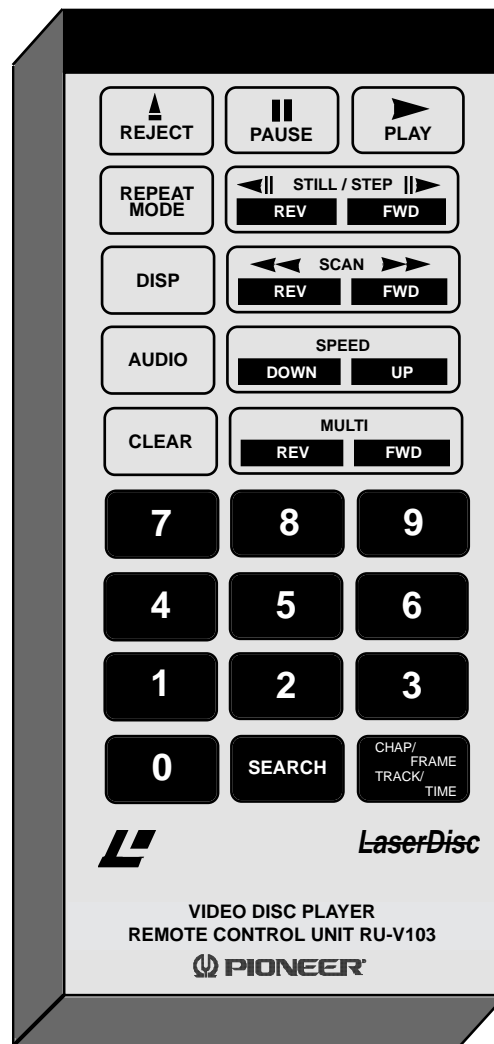 REJECT
PAUSE
PLAY
REPEAT
MODE
STILL / STEP
REV
FWD
DISP
SCAN
REV
FWD
AUDIO
SPEED
DOWN
UP
CLEAR
MULTI
REV
FWD
7
8
9
4
5
6
1
2
3
0
SEARCH
CHAP/
FRAME
TRACK/
TIME
LaserDisc
VIDEO DISC PLAYER
REMOTE CONTROL UNIT RU-V103
PIONEER